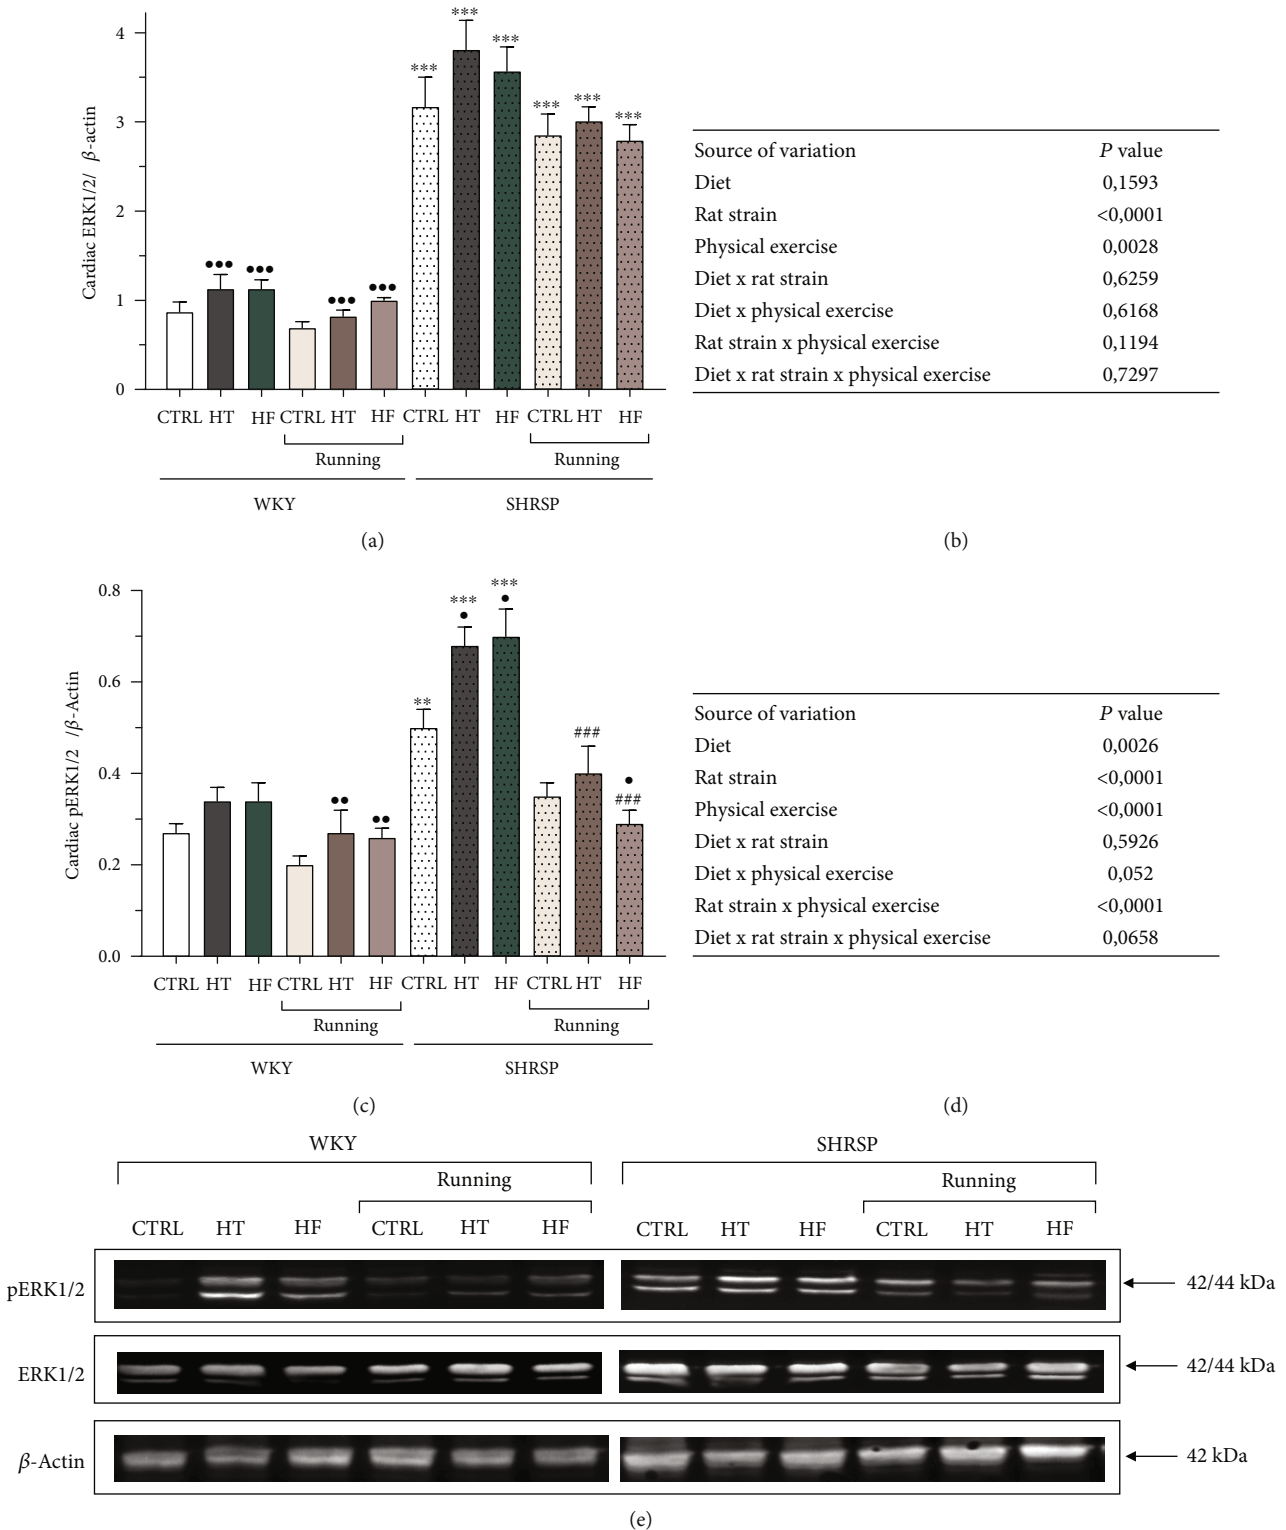 Cardiac ERK1/2/ β-actin
4
3
2
1
0
*** *** *** *** *** ***
●●● ●●● ●●● ●●●
CTRL HT HF CTRL HT HF CTRL HT HF CTRL HT HF
Running Running
WKY SHRSP
(a)
Source of variation P value
Diet 0,1593
Rat strain <0,0001
Physical exercise 0,0028
Diet x rat strain 0,6259
Diet x physical exercise 0,6168
Rat strain x physical exercise 0,1194
Diet x rat strain x physical exercise 0,7297
(b)
Cardiac pERK1/2 /β-Actin
0.8
0.6
0.4
0.2
0.0
●● ●● ** *** ● *** ● ### ● ###
CTRL HT HF CTRL HT HF CTRL HT HF CTRL HT HF
Running Running
WKY SHRSP
(c)
Source of variation P value
Diet 0,0026
Rat strain <0,0001
Physical exercise <0,0001
Diet x rat strain 0,5926
Diet x physical exercise 0,052
Rat strain x physical exercise <0,0001
Diet x rat strain x physical exercise 0,0658
(d)
WKY SHRSP
Running Running
CTRL HT HF CTRL HT HF CTRL HT HF CTRL HT HF
pERK1/2 42/44 kDa
ERK1/2 42/44 kDa
β-Actin 42 kDa
(e)